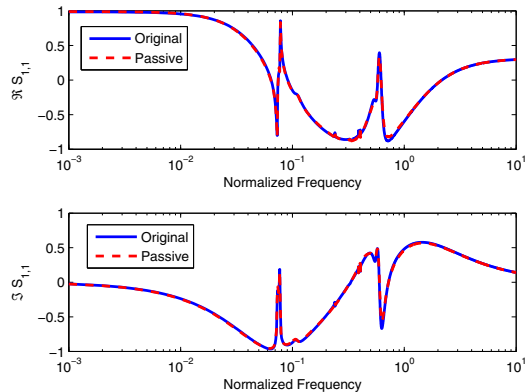 1
0.5
0
−0.5
−1
ℜ S1,1
Original
Passive
10^−3
10^−2
10^−1
10^0
10^1
Normalized Frequency
1
0.5
0
−0.5
−1
ℑ S1,1
Original
Passive
10^−3
10^−2
10^−1
10^0
10^1
Normalized Frequency